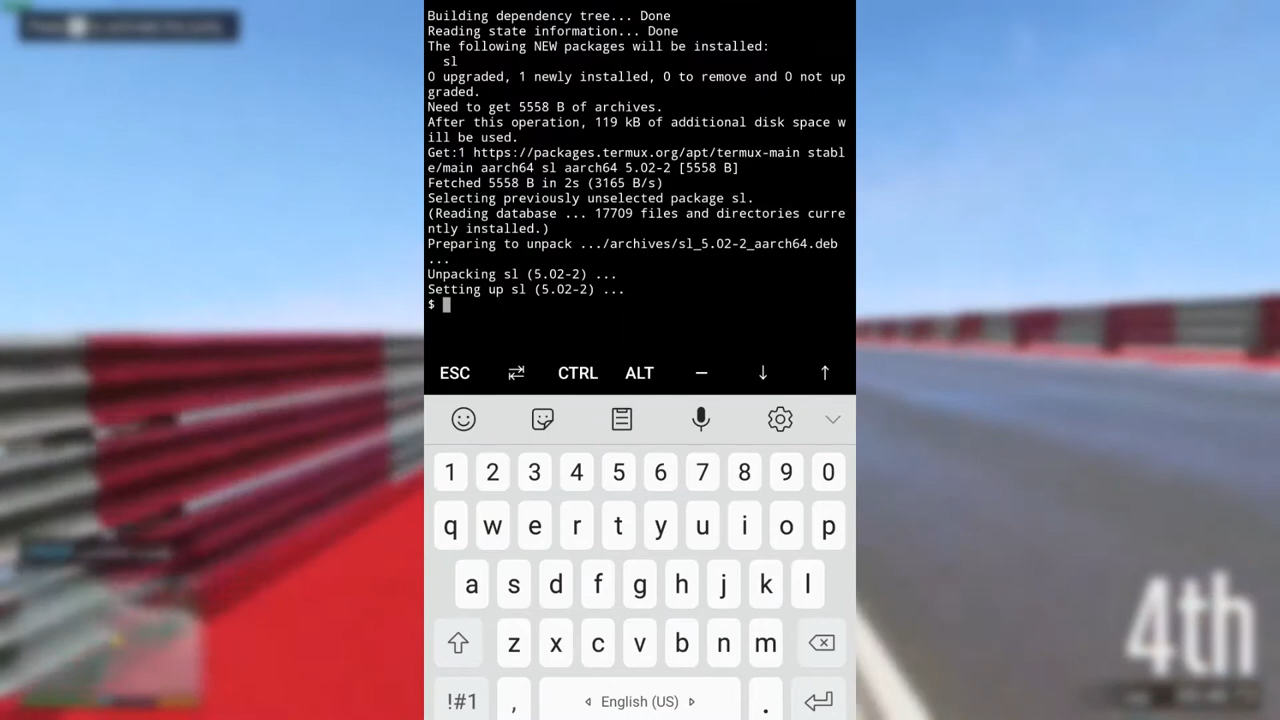 Building dependency tree... Done
Reading state information... Done
The following NEW packages will be installed:
  sl
0 upgraded, 1 newly installed, 0 to remove and 0 not up
graded.
Need to get 5558 B of archives.
After this operation, 119 kB of additional disk space w
ill be used.
Get:1 https://packages.termux.org/apt/termux-main stabl
e/main aarch64 sl aarch64 5.02-2 [5558 B]
Fetched 5558 B in 2s (3165 B/s)
Selecting previously unselected package sl.
(Reading database ... 17709 files and directories curre
ntly installed.)
Preparing to unpack .../archives/sl_5.02-2_aarch64.deb
...
Unpacking sl (5.02-2) ...
Setting up sl (5.02-2) ...
$
ESC CTRL ALT – ↓ ↑
1 2 3 4 5 6 7 8 9 0
q w e r t y u i o p
a s d f g h j k l
z x c v b n m
!#1 , English (US) .
4th